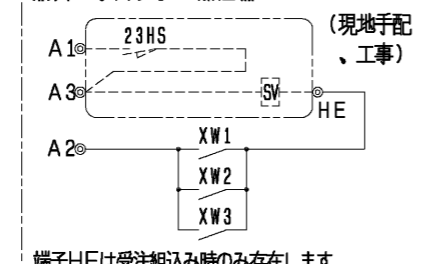 (現地手配
、工事)
23HS
A1
A3
SV
HE
A2
XW1
XW2
XW3
端子HEは受注組込み時のみ存在します